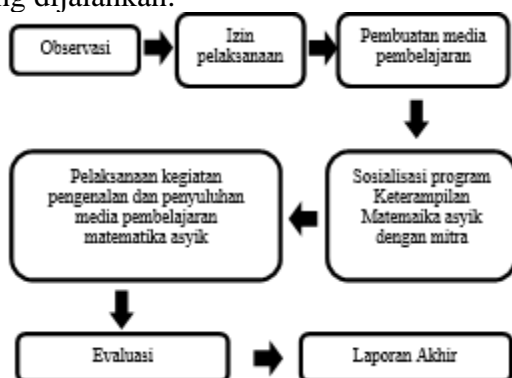 ng dijalankan.
Observasi
Izin
pelaksanaan
Pembuatan media
pembelajaran
Sosialisasi program
Keterampilan
Matemaika asyik
dengan mitra
Pelaksanaan kegiatan
pengenalan dan penyuluhan
media pembelajaran
matematika asyik
Evaluasi
Laporan Akhir